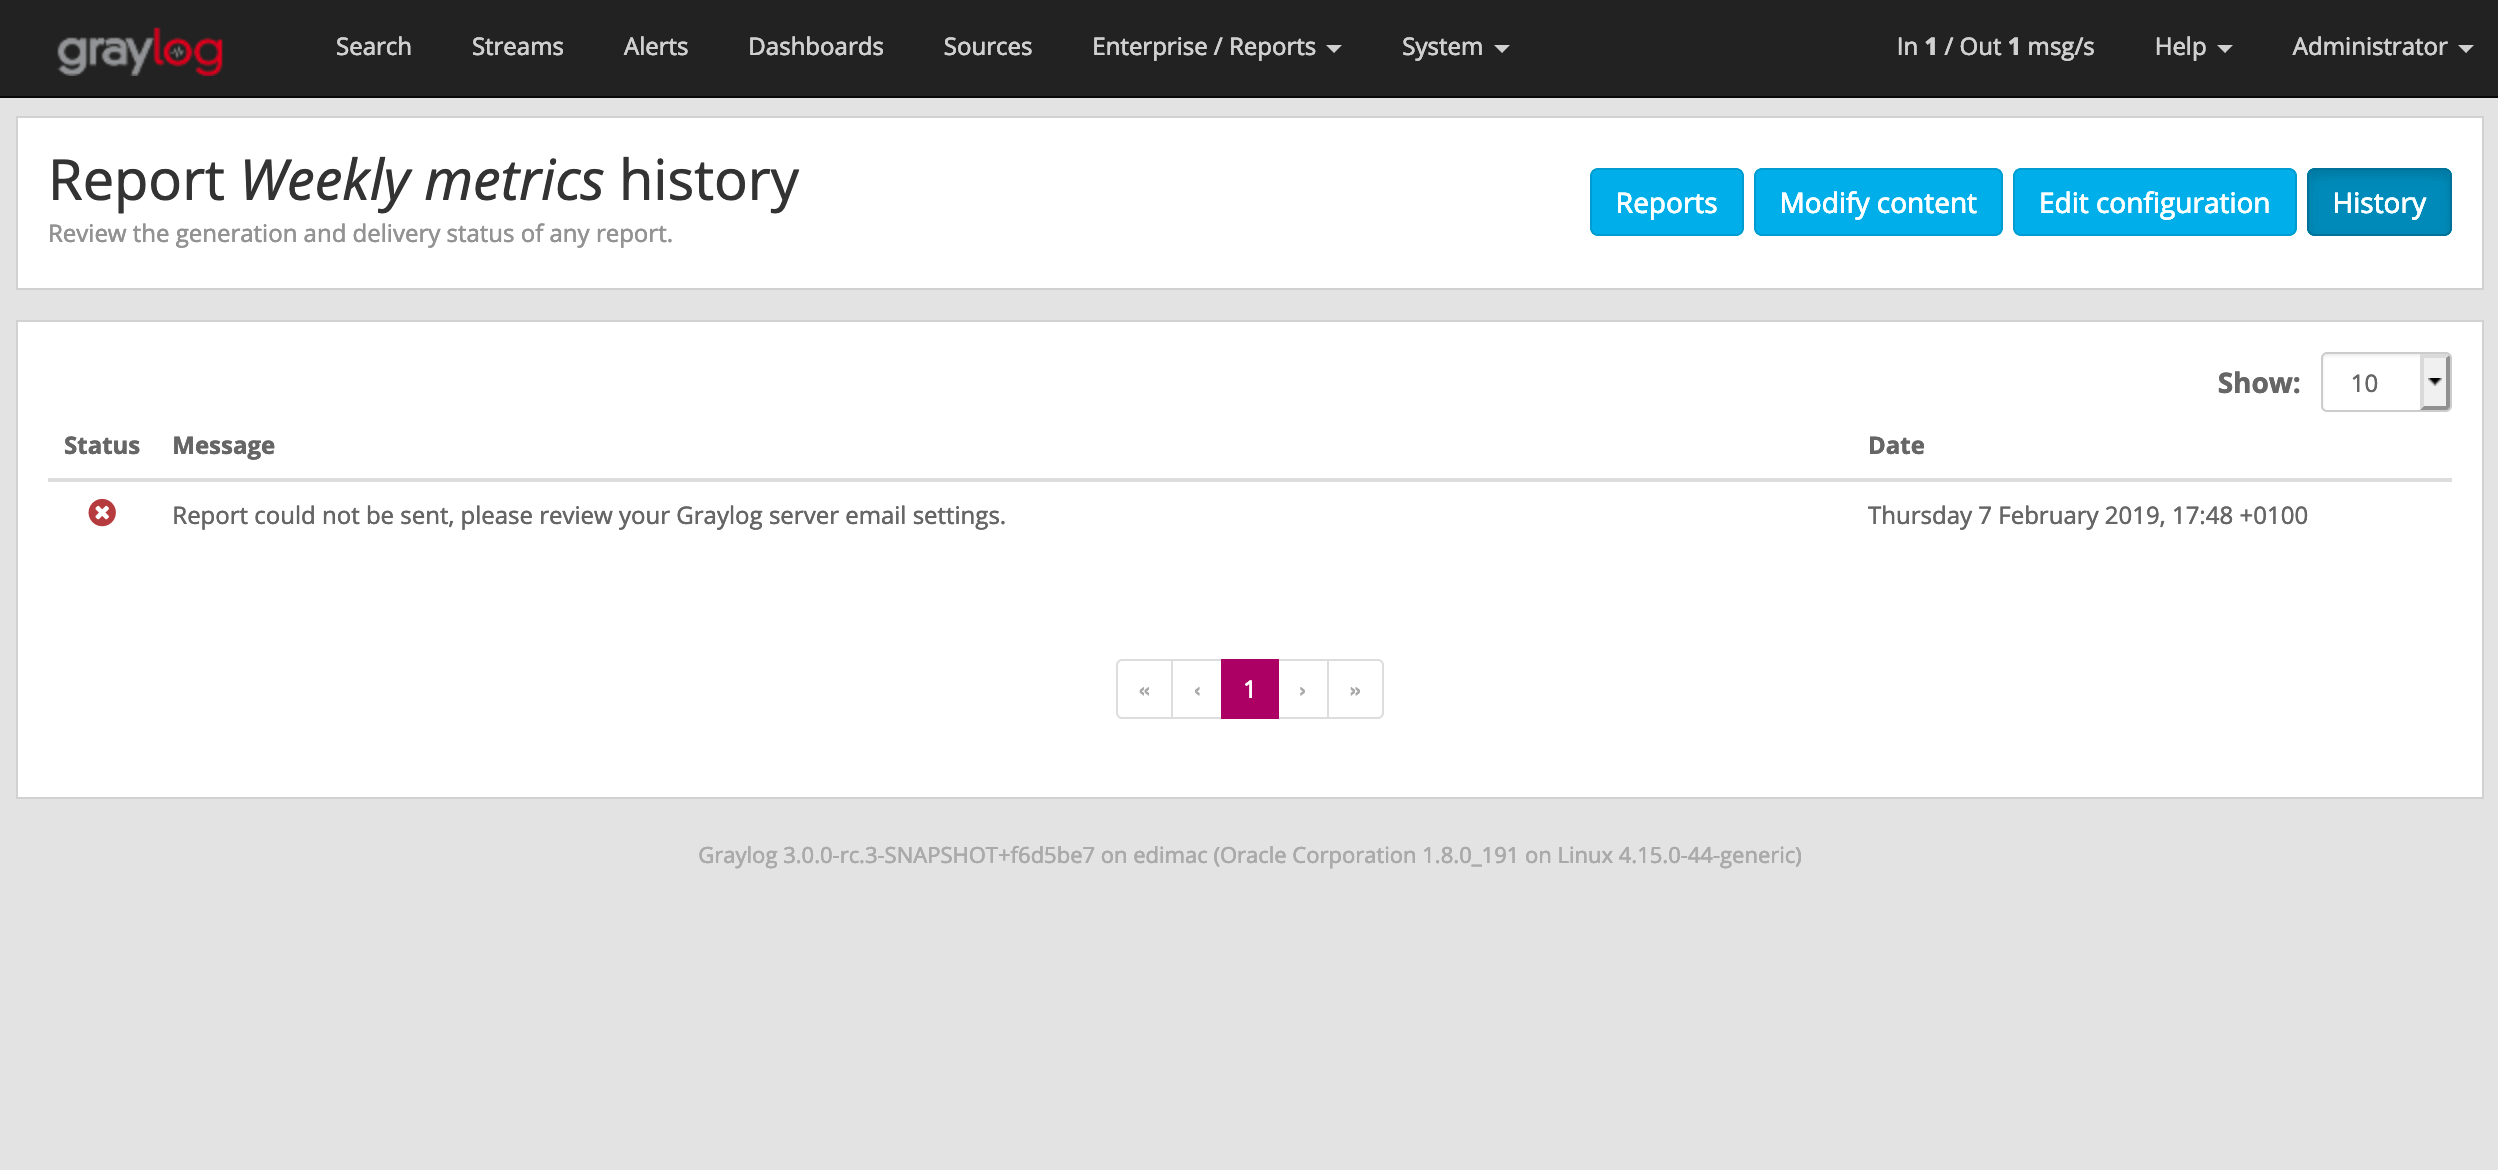 graylog Search Streams Alerts Dashboards Sources Enterprise / Reports System In 1 / Out 1 msg/s Help Administrator
Report Weekly metrics history
Review the generation and delivery status of any report.
Reports Modify content Edit configuration History
Show: 10
Status Message Date
Report could not be sent, please review your Graylog server email settings. Thursday 7 February 2019, 17:48 +0100
« ‹ 1 › »
Graylog 3.0.0-rc.3-SNAPSHOT+f6d5be7 on edimac (Oracle Corporation 1.8.0_191 on Linux 4.15.0-44-generic)